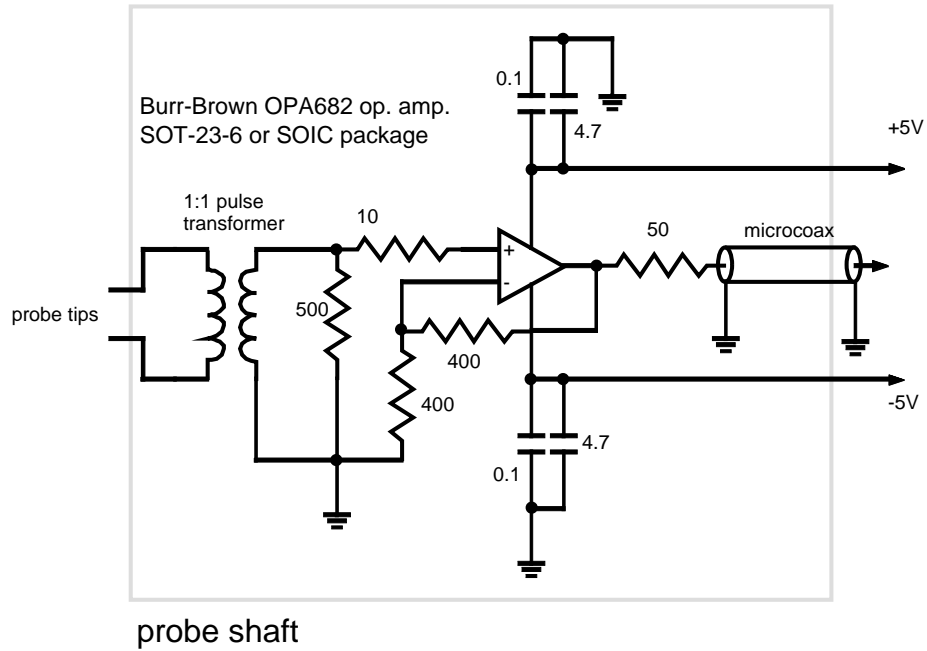 0.1
4.7
Burr-Brown OPA682 op. amp.
SOT-23-6 or SOIC package
+5V
1:1 pulse
transformer
10
50
microcoax
+
-
probe tips
500
400
400
-5V
4.7
0.1
probe shaft